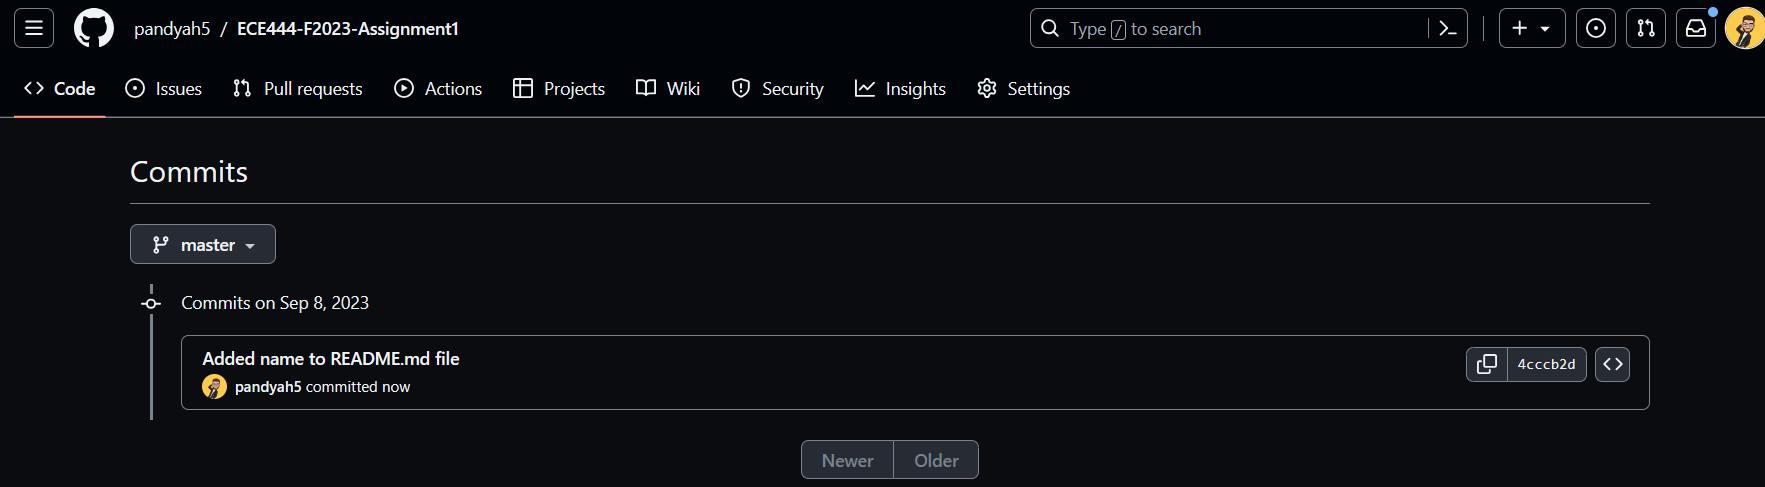 pandyah5 / ECE444-F2023-Assignment1 Type / to search
Code Issues Pull requests Actions Projects Wiki Security Insights Settings
Commits
master
Commits on Sep 8, 2023
Added name to README.md file
4cccb2d
pandyah5 committed now
Newer Older